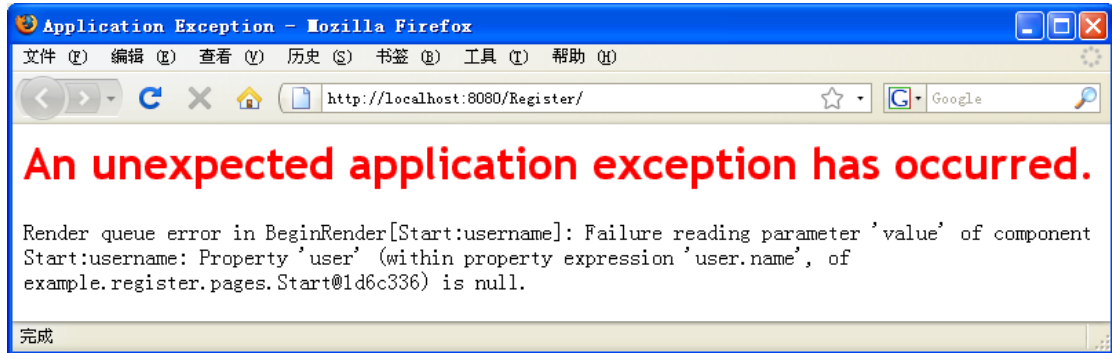 Application Exception - Mozilla Firefox
文件 (F) 编辑 (E) 查看 (V) 历史 (S) 书签 (B) 工具 (T) 帮助 (H)
http://localhost:8080/Register/ G Google
An unexpected application exception has occurred.
Render queue error in BeginRender[Start:username]: Failure reading parameter 'value' of component
Start:username: Property 'user' (within property expression 'user.name', of
example.register.pages.Start@1d6c336) is null.
完成